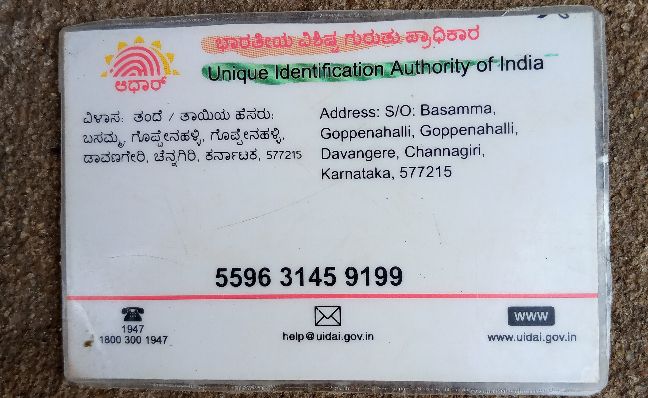 ಭಾರತೀಯ ವಿಶಿಷ್ಟ ಗುರುತು ಪ್ರಾಧಿಕಾರ
Unique Identification Authority of India
ಆಧಾರ್
ವಿಳಾಸ: ತಂದೆ / ತಾಯಿಯ ಹೆಸರು:
ಬಸಮ್ಮ, ಗೊಪ್ಪೇನಹಳ್ಳಿ, ಗೊಪ್ಪೇನಹಳ್ಳಿ,
ಡಾವಣಗೇರಿ, ಚೆನ್ನಗಿರಿ, ಕರ್ನಾಟಕ, 577215
Address: S/O: Basamma,
Goppenahalli, Goppenahalli,
Davangere, Channagiri,
Karnataka, 577215
5596 3145 9199
1947
1800 300 1947
help@uidai.gov.in
WWW
www.uidai.gov.in